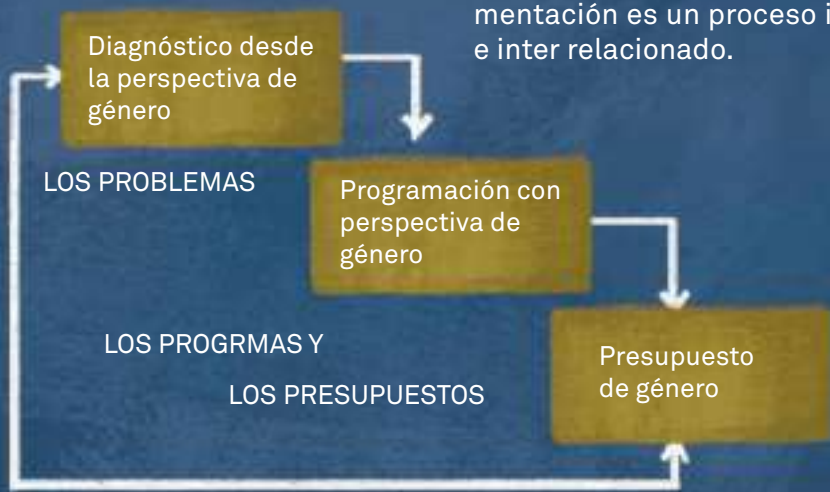 mentación es un proceso
e inter relacionado.
Diagnóstico desde
la perspectiva de
género
LOS PROBLEMAS
Programación con
perspectiva de
género
LOS PROGRMAS Y
LOS PRESUPUESTOS
Presupuesto
de género